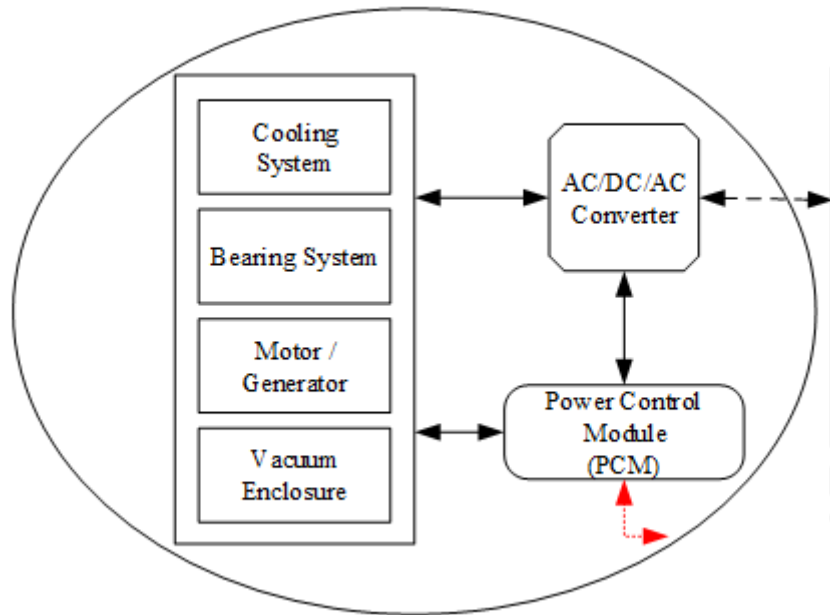 Cooling
System
Bearing System
Motor /
Generator
Vacuum
Enclosure
AC/DC/AC
Converter
Power Control
Module
(PCM)